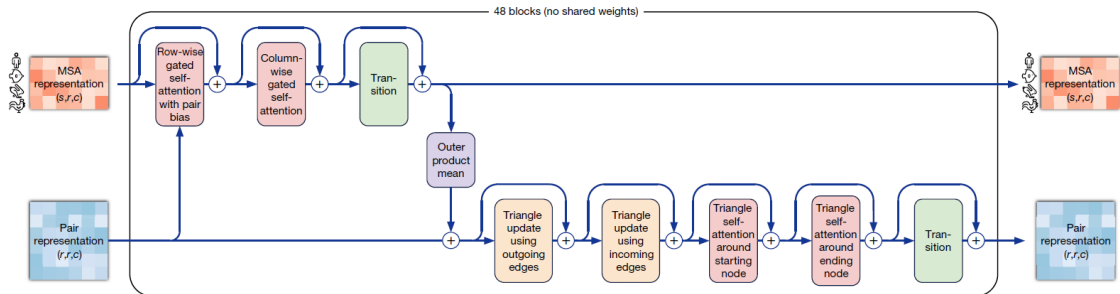 48 blocks (no shared weights)
MSA
representation
(s,r,c)
Row-wise
gated
self-
attention
with pair
bias
+
Column-
wise
gated
self-
attention
+
Tran-
sition
+
MSA
representation
(s,r,c)
Outer
product
mean
Pair
representation
(r,r,c)
+
Triangle
update
using
outgoing
edges
+
Triangle
update
using
incoming
edges
+
Triangle
self-
attention
around
starting
node
+
Triangle
self-
attention
around
ending
node
+
Tran-
sition
+
Pair
representation
(r,r,c)